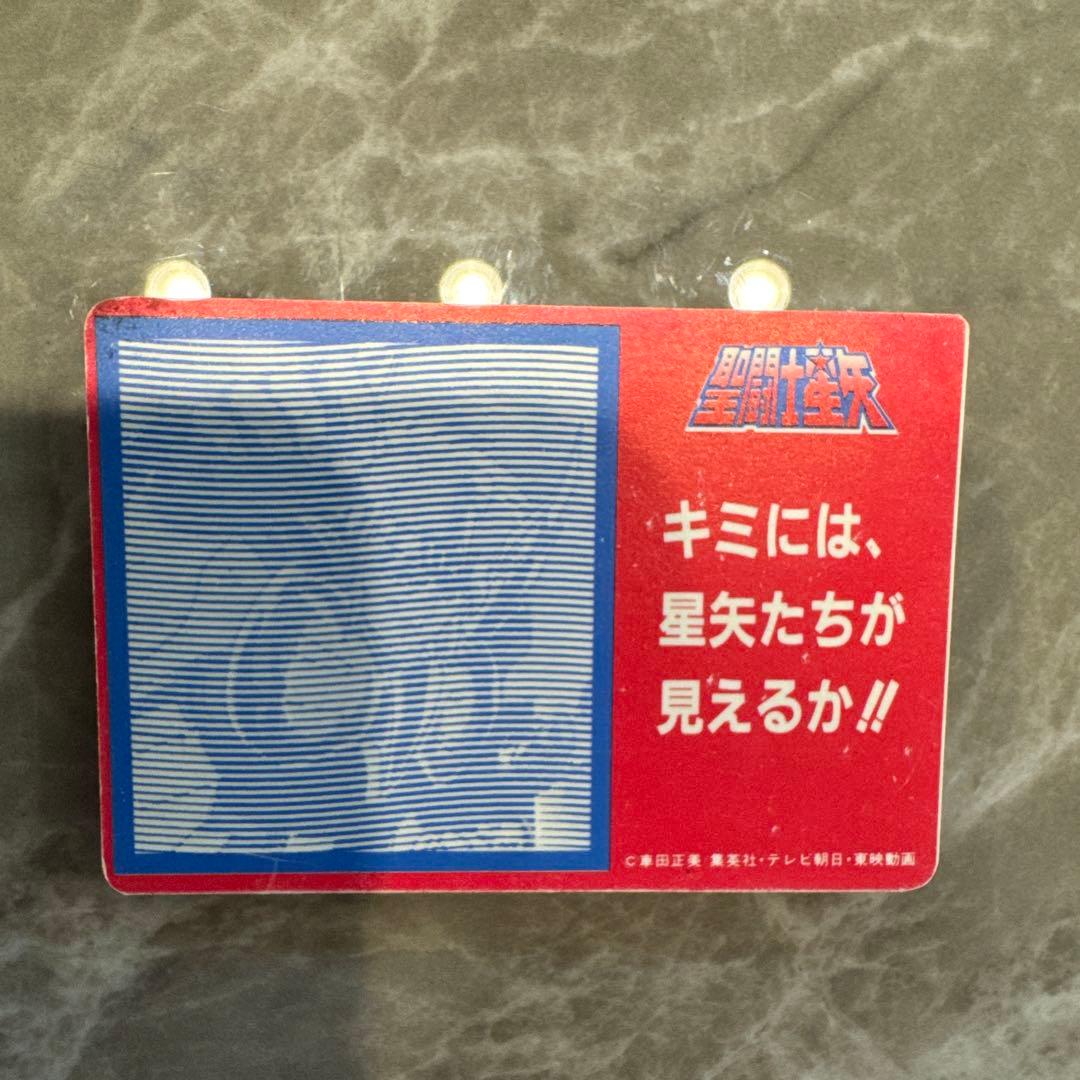 聖闘士星矢
キミには、
星矢たちが
見えるか!!
©車田正美 集英社・テレビ朝日・東映動画